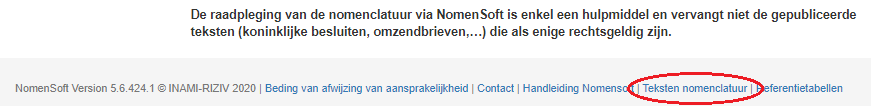 De raadpleging van de nomenclatuur via NomenSoft is enkel een hulpmiddel en vervangt niet de gepubliceerde
teksten (koninklijke besluiten, omzendbrieven,...) die als enige rechtsgeldig zijn.
NomenSoft Version 5.6.424.1 © INAMI-RIZIV 2020 | Beding van afwijzing van aansprakelijkheid | Contact | Handleiding Nomensoft | Teksten nomenclatuur | Referentietabellen